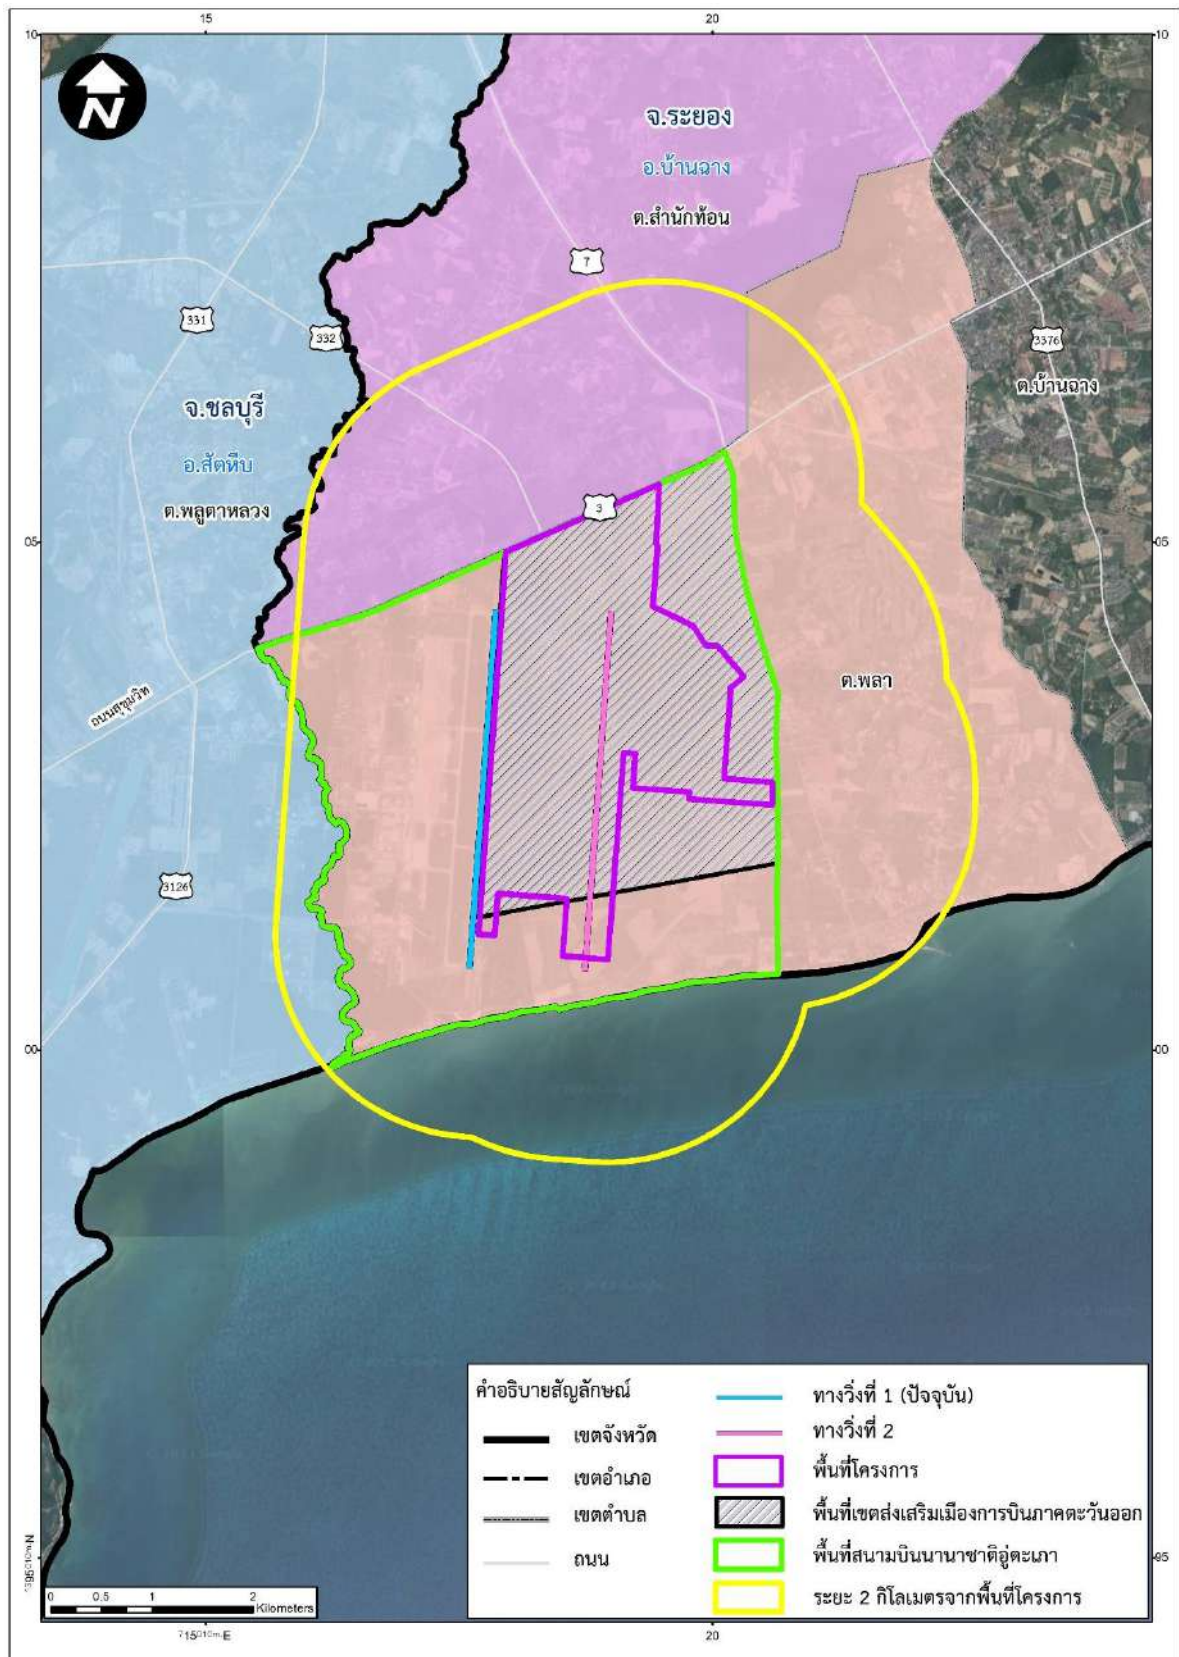 15
20
10
10
N
จ.ระยอง
อ.บ้านฉาง
ต.สำนักท้อน
7
331
332
3376
ต.บ้านฉาง
จ.ชลบุรี
อ.สัตหีบ
ต.พลูตาหลวง
3
05
05
ต.พลา
ถนนสุขุมวิท
3126
00
00
คำอธิบายสัญลักษณ์
เขตจังหวัด
เขตอำเภอ
เขตตำบล
ถนน
ทางวิ่งที่ 1 (ปัจจุบัน)
ทางวิ่งที่ 2
พื้นที่โครงการ
พื้นที่เขตส่งเสริมเมืองการบินภาคตะวันออก
พื้นที่สนามบินนานาชาติอู่ตะเภา
ระยะ 2 กิโลเมตรจากพื้นที่โครงการ
95
0 0.5 1 2
Kilometers
715010m.E
20